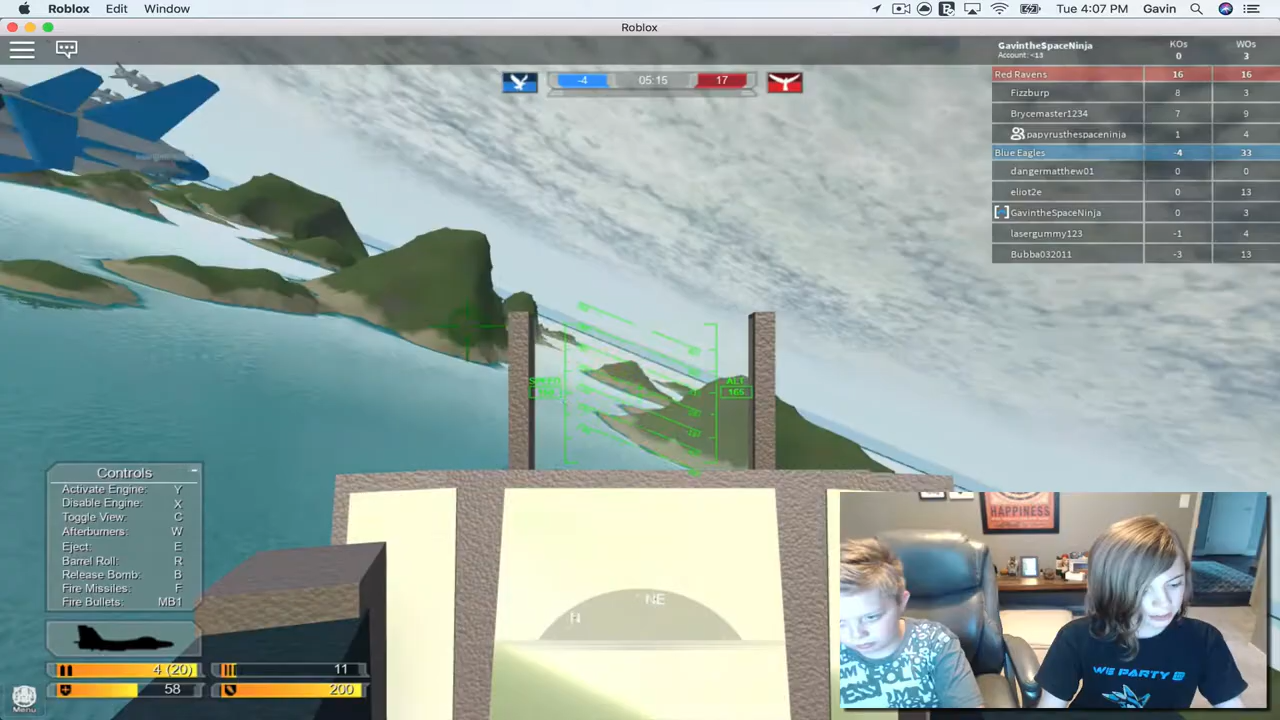 Roblox Edit Window Tue 4:07 PM Gavin
Roblox
GavintheSpaceNinja KOs WOs
Account: <13 0 3
-4 05:15 17
Red Ravens 16 16
Fizzburp 8 3
Brycemaster1234 7 9
papyrusthespaceninja 1 4
Blue Eagles -4 33
dangermatthew01 0 0
eliot2e 0 13
GavintheSpaceNinja 0 3
lasergummy123 -1 4
Bubba032011 -3 13
SPEED ALT
165
Controls -
Activate Engine: Y
Disable Engine: X
Toggle View: C
Afterburners: W
Eject: E
Barrel Roll: R
Release Bomb: B
Fire Missiles: F
Fire Bullets: MB1
N NE
4 (20) 11
58 200
Menu
HAPPINESS
WE PARTY @